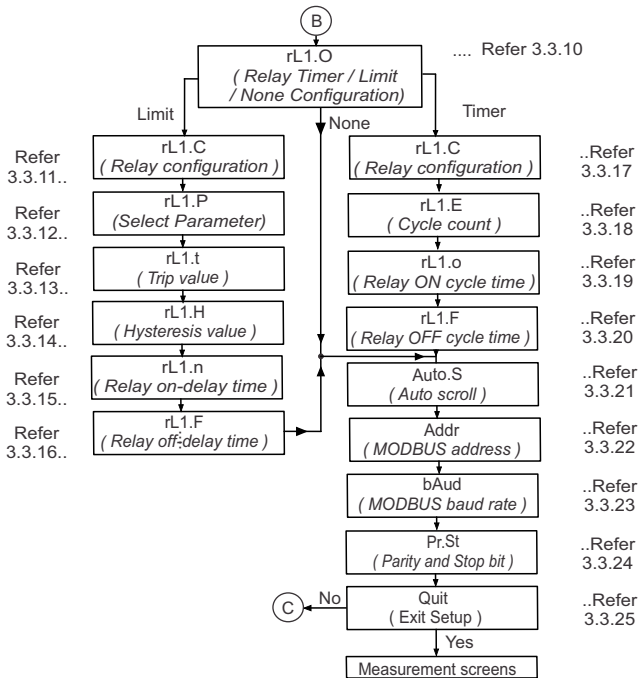 B
rL1.O
( Relay Timer / Limit
/ None Configuration)
.... Refer 3.3.10
Limit
None
Timer
Refer
3.3.11..
rL1.C
( Relay configuration )
Refer
3.3.12..
rL1.P
(Select Parameter)
Refer
3.3.13..
rL1.t
( Trip value )
Refer
3.3.14..
rL1.H
( Hysteresis value )
Refer
3.3.15..
rL1.n
( Relay on-delay time )
Refer
3.3.16..
rL1.F
( Relay off-delay time )
rL1.C
( Relay configuration )
..Refer
3.3.17
rL1.E
( Cycle count )
..Refer
3.3.18
rL1.o
( Relay ON cycle time )
..Refer
3.3.19
rL1.F
( Relay OFF cycle time )
..Refer
3.3.20
Auto.S
( Auto scroll )
..Refer
3.3.21
Addr
( MODBUS address )
..Refer
3.3.22
bAud
( MODBUS baud rate )
..Refer
3.3.23
Pr.St
( Parity and Stop bit )
..Refer
3.3.24
C
No
Quit
( Exit Setup )
..Refer
3.3.25
Yes
Measurement screens